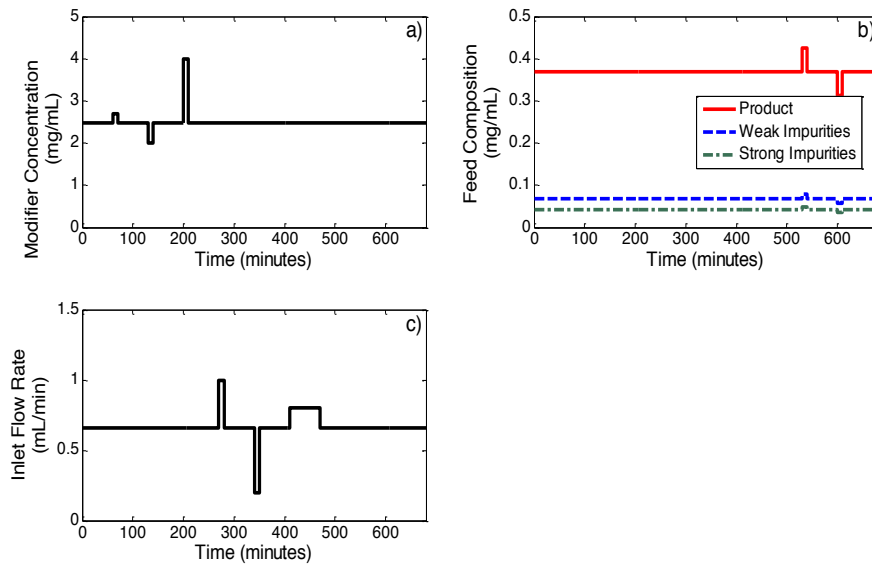 a)
5
4
3
2
1
0
Modifier Concentration
(mg/mL)
0 100 200 300 400 500 600
Time (minutes)
b)
0.5
0.4
0.3
0.2
0.1
0
Feed Composition
(mg/mL)
Product
Weak Impurities
Strong Impurities
0 100 200 300 400 500 600
Time (minutes)
c)
1.5
1
0.5
0
Inlet Flow Rate
(mL/min)
0 100 200 300 400 500 600
Time (minutes)